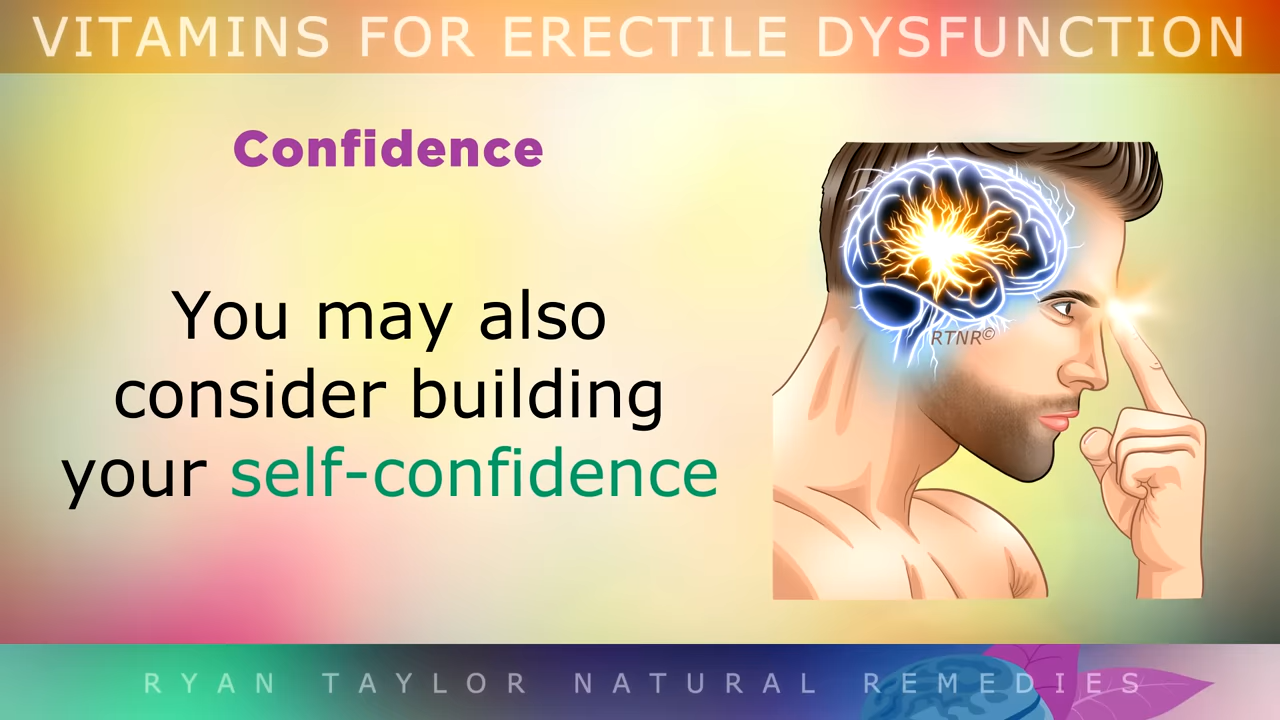 VITAMINS FOR ERECTILE DYSFUNCTION
Confidence
You may also
consider building
your self-confidence
RTNR©
RYAN TAYLOR NATURAL REMEDIES